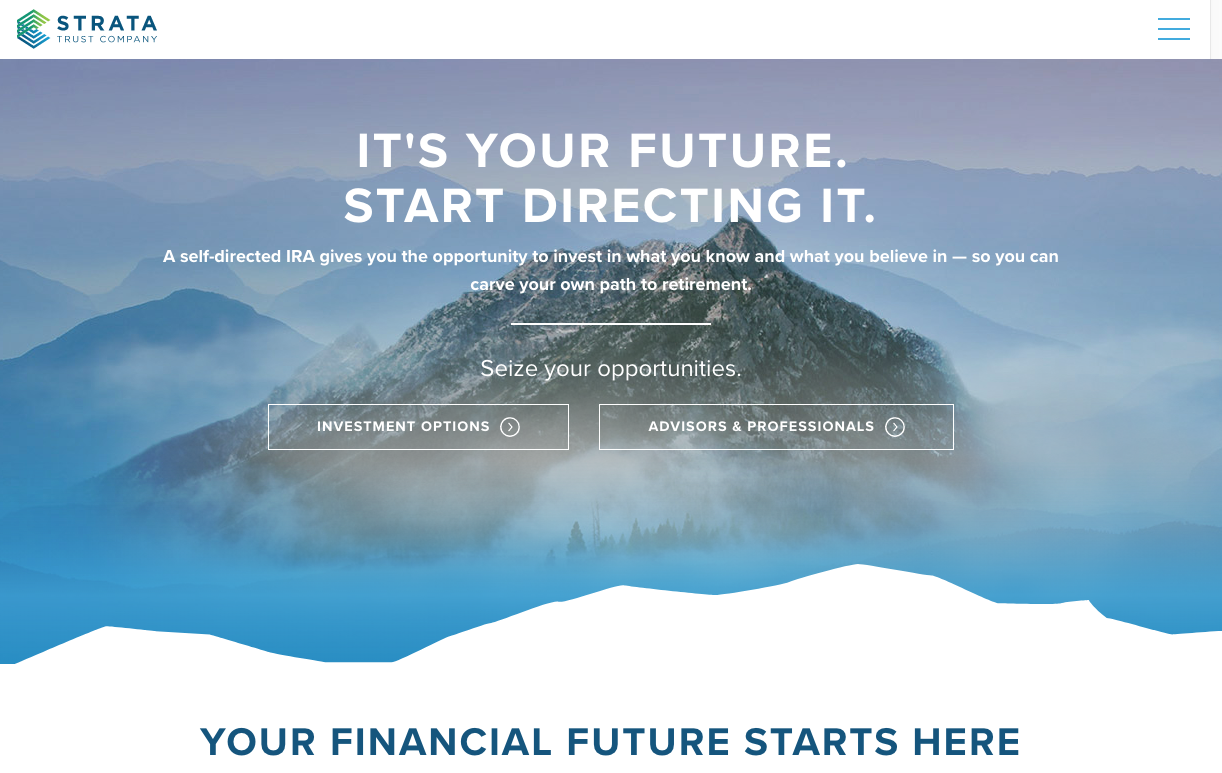 STRATA
TRUST COMPANY
IT'S YOUR FUTURE.
START DIRECTING IT.
A self-directed IRA gives you the opportunity to invest in what you know and what you believe in — so you can
carve your own path to retirement.
Seize your opportunities.
INVESTMENT OPTIONS
ADVISORS & PROFESSIONALS
YOUR FINANCIAL FUTURE STARTS HERE